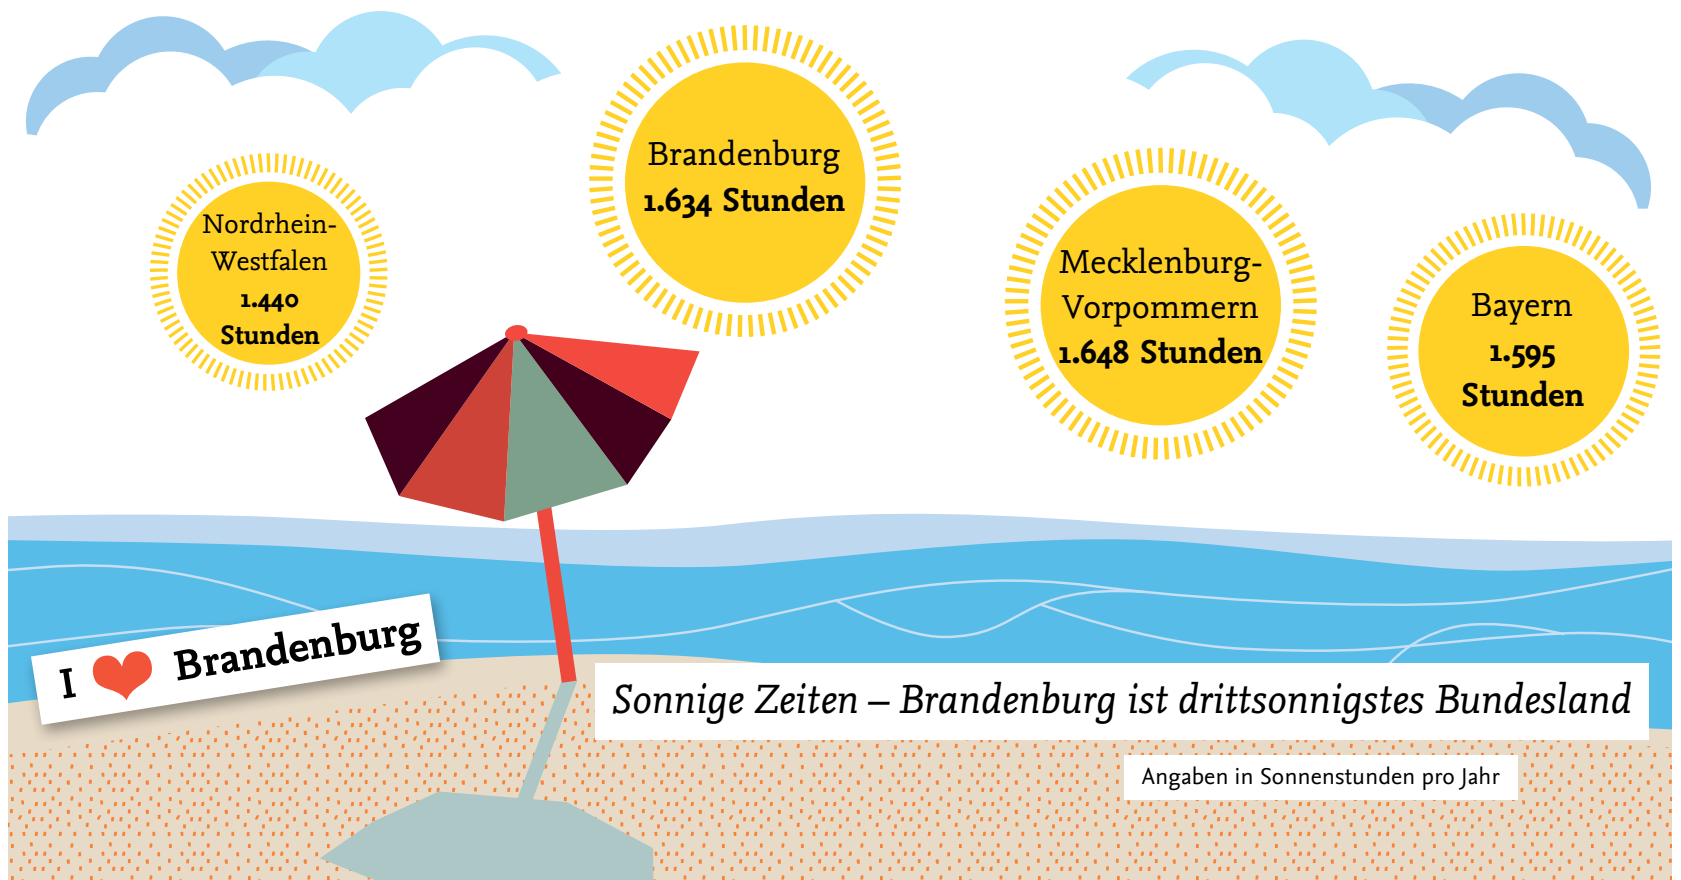 Brandenburg
1.634 Stunden
Nordrhein-
Westfalen
1.440
Stunden
Mecklenburg-
Vorpommern
1.648 Stunden
Bayern
1.595
Stunden
I ❤ Brandenburg
Sonnige Zeiten – Brandenburg ist drittsonnigstes Bundesland
Angaben in Sonnenstunden pro Jahr